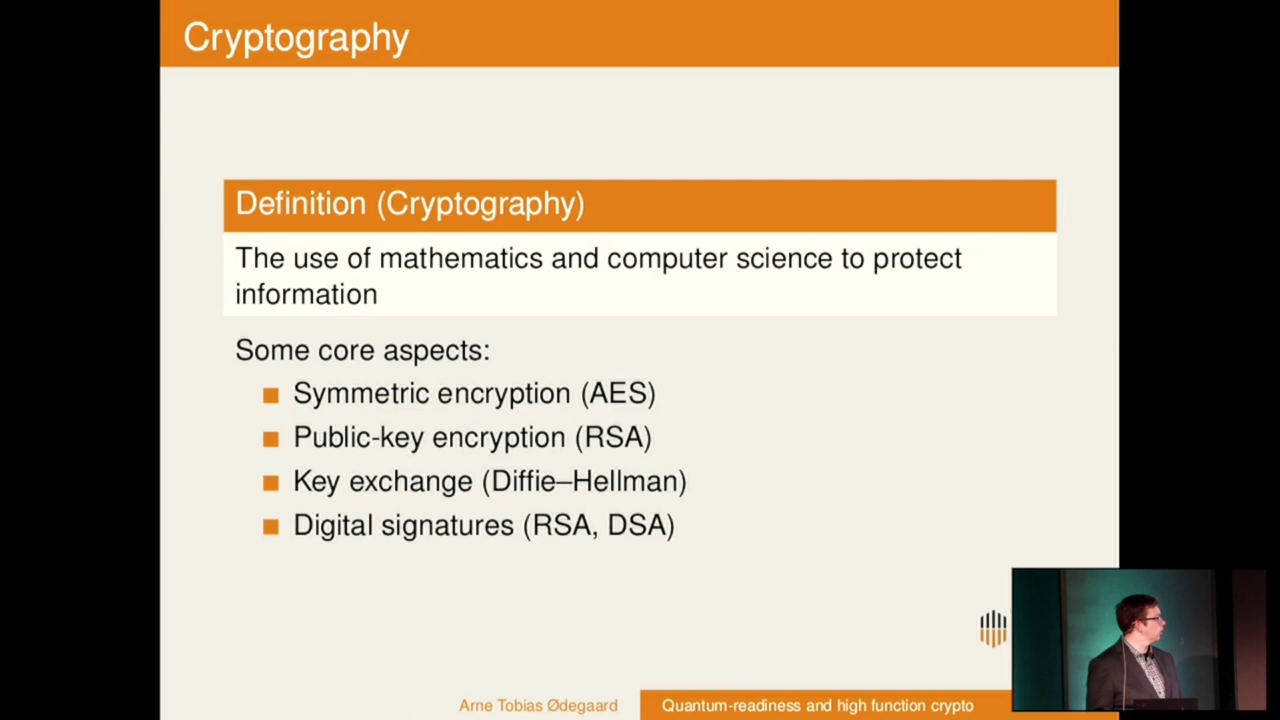 Cryptography
Definition (Cryptography)
The use of mathematics and computer science to protect
information
Some core aspects:
Symmetric encryption (AES)
Public-key encryption (RSA)
Key exchange (Diffie–Hellman)
Digital signatures (RSA, DSA)
Arne Tobias Ødegaard
Quantum-readiness and high function crypto